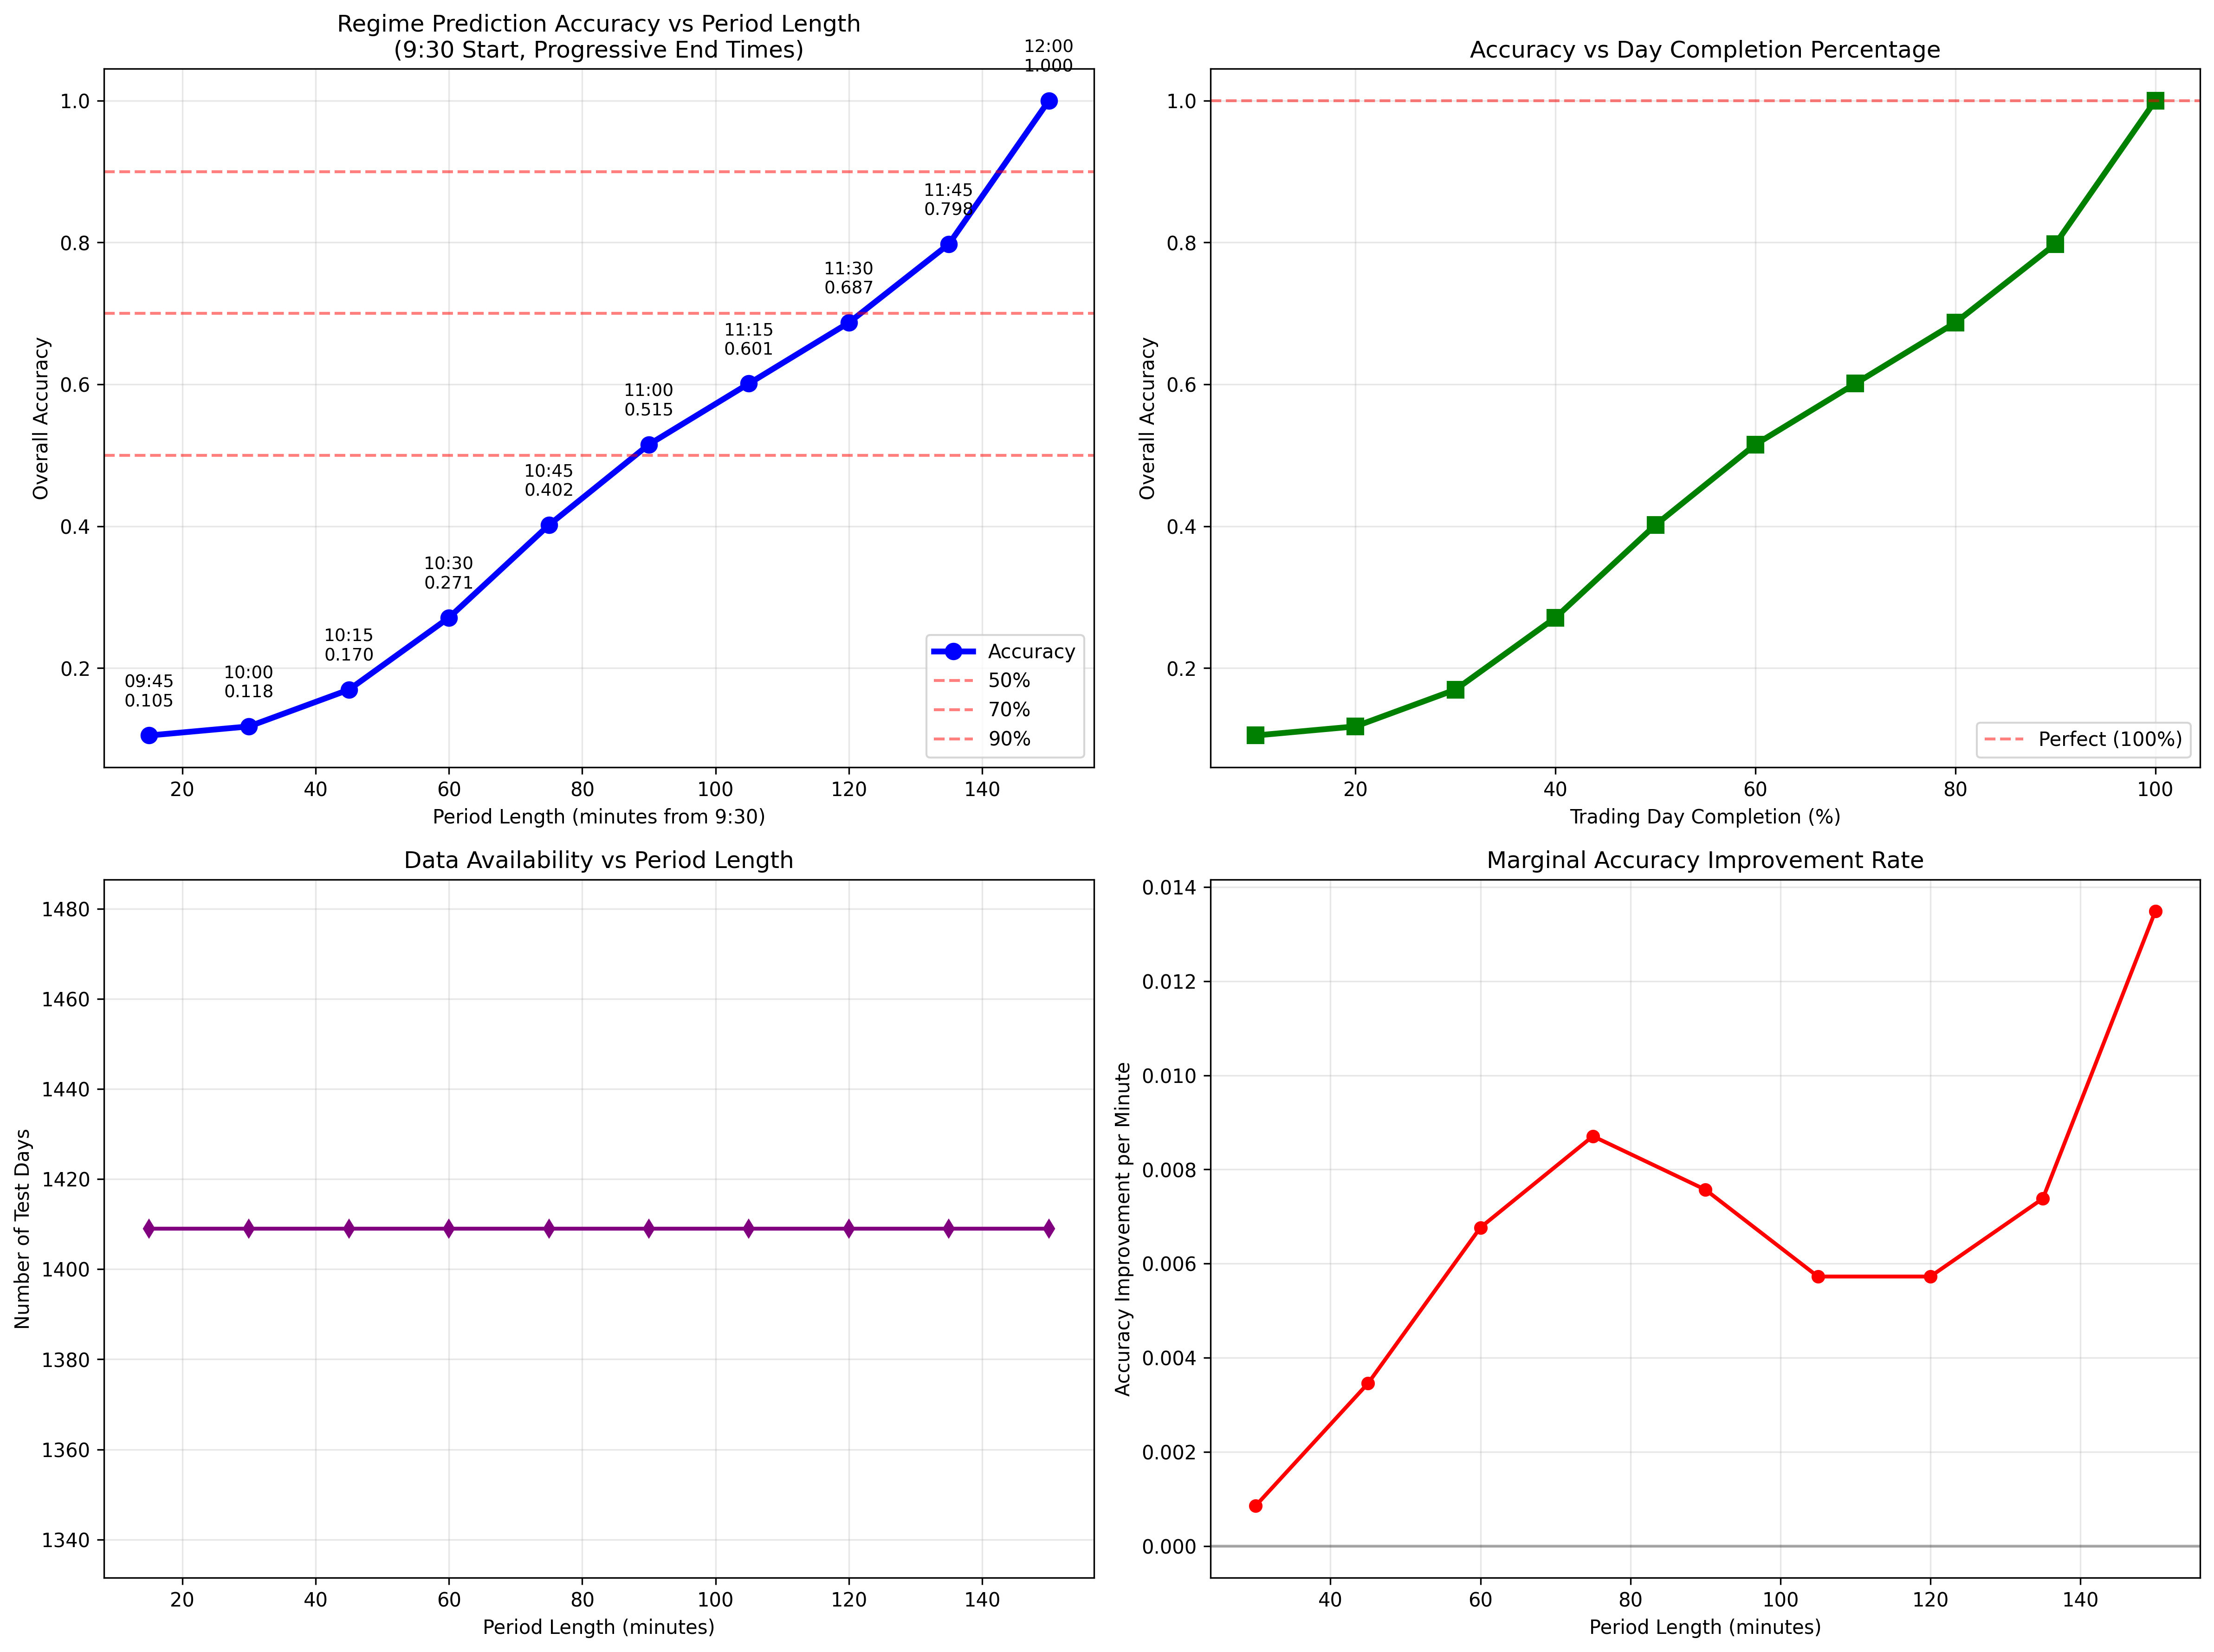 Regime Prediction Accuracy vs Period Length
(9:30 Start, Progressive End Times)
12:00
1.000
11:45
0.798
11:30
0.687
11:15
0.601
11:00
0.515
10:45
0.402
10:30
0.271
10:15
0.170
10:00
0.118
09:45
0.105
1.0
0.8
0.6
0.4
0.2
Overall Accuracy
Accuracy
50%
70%
90%
20 40 60 80 100 120 140
Period Length (minutes from 9:30)
Accuracy vs Day Completion Percentage
1.0
0.8
0.6
0.4
0.2
Overall Accuracy
Perfect (100%)
20 40 60 80 100
Trading Day Completion (%)
Data Availability vs Period Length
1480
1460
1440
1420
1400
1380
1360
1340
Number of Test Days
20 40 60 80 100 120 140
Period Length (minutes)
Marginal Accuracy Improvement Rate
0.014
0.012
0.010
0.008
0.006
0.004
0.002
0.000
Accuracy Improvement per Minute
40 60 80 100 120 140
Period Length (minutes)